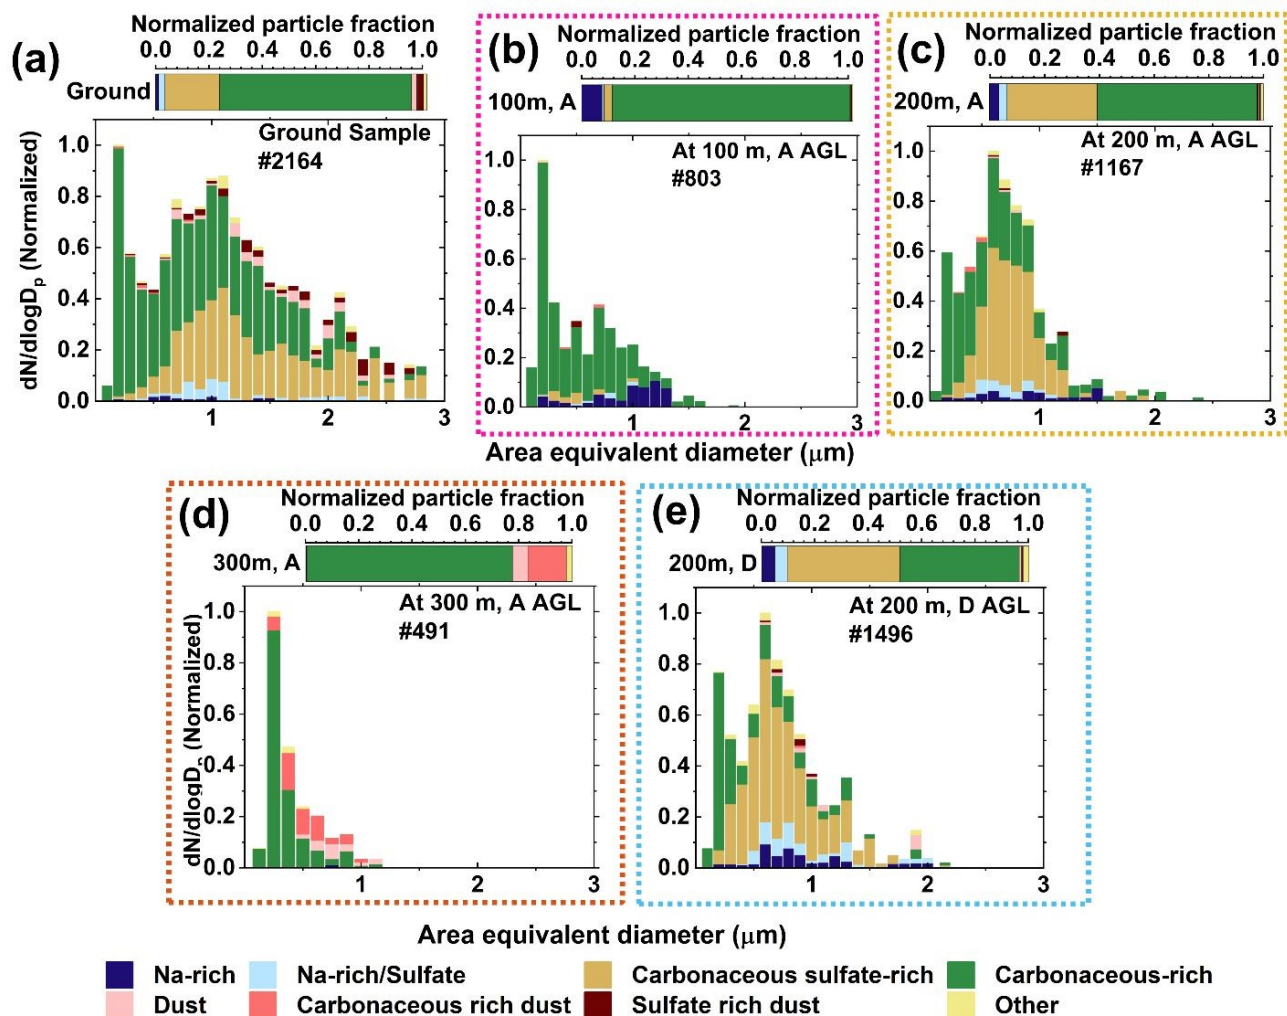 (a)
Normalized particle fraction
0.0 0.2 0.4 0.6 0.8 1.0
Ground
Ground Sample
#2164
dN/dlogDp (Normalized)
1.0
0.8
0.6
0.4
0.2
0.0
1 2 3
(b)
Normalized particle fraction
0.0 0.2 0.4 0.6 0.8 1.0
100m, A
At 100 m, A AGL
#803
1.0
0.8
0.6
0.4
0.2
0.0
1 2 3
(c)
Normalized particle fraction
0.0 0.2 0.4 0.6 0.8 1.0
200m, A
At 200 m, A AGL
#1167
1.0
0.8
0.6
0.4
0.2
0.0
1 2 3
Area equivalent diameter (μm)
(d)
Normalized particle fraction
0.0 0.2 0.4 0.6 0.8 1.0
300m, A
At 300 m, A AGL
#491
dN/dlogDp (Normalized)
1.0
0.8
0.6
0.4
0.2
0.0
1 2 3
(e)
Normalized particle fraction
0.0 0.2 0.4 0.6 0.8 1.0
200m, D
At 200 m, D AGL
#1496
1.0
0.8
0.6
0.4
0.2
0.0
1 2 3
Area equivalent diameter (μm)
Na-rich Na-rich/Sulfate Carbonaceous sulfate-rich Carbonaceous-rich
Dust Carbonaceous rich dust Sulfate rich dust Other